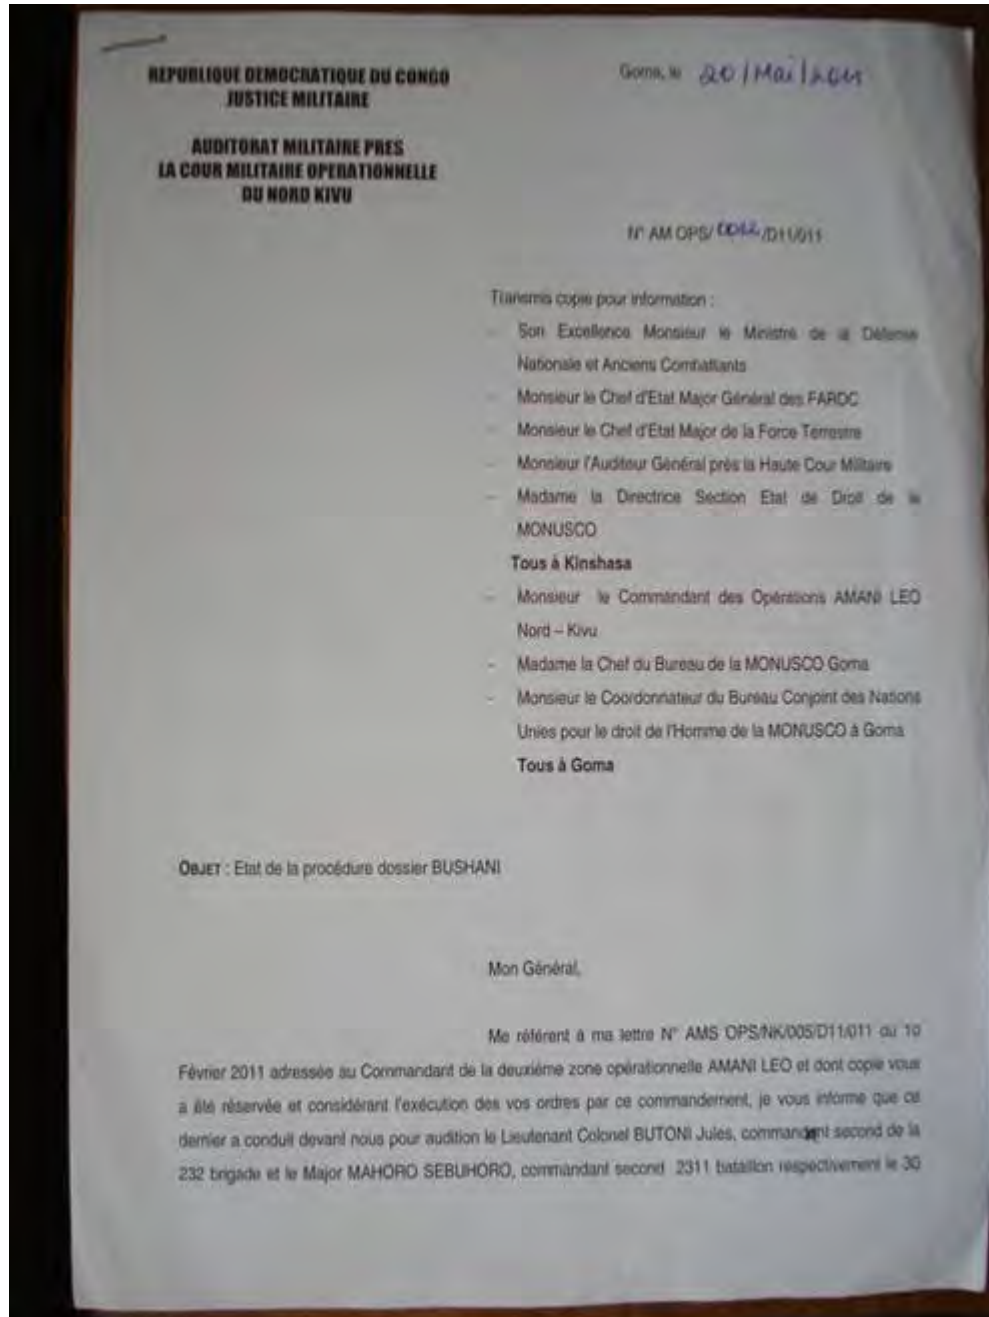 REPUBLIQUE DEMOCRATIQUE DU CONGO
JUSTICE MILITAIRE
AUDITORAT MILITAIRE PRES
LA COUR MILITAIRE OPERATIONNELLE
DU NORD KIVU
Goma, le 20/Mai/2011
N° AM OPS/ /D11/011
Transmis copie pour information :
- Son Excellence Monsieur le Ministre de la Défense
Nationale et Anciens Combattants
- Monsieur le Chef d'Etat Major Général des FARDC
- Monsieur le Chef d'Etat Major de la Force Terrestre
- Monsieur l'Auditeur Général près la Haute Cour Militaire
- Madame la Directrice Section Etat de Droit de la
MONUSCO
Tous à Kinshasa
- Monsieur le Commandant des Opérations AMANI LEO
Nord – Kivu
- Madame la Chef du Bureau de la MONUSCO Goma
- Monsieur le Coordonnateur du Bureau Conjoint des Nations
Unies pour le droit de l'Homme de la MONUSCO à Goma
Tous à Goma
OBJET : Etat de la procédure dossier BUSHANI
Mon Général,
Me référent à ma lettre N° AMS OPS/NK/005/D11/011 du 10
Février 2011 adressée au Commandant de la deuxième zone opérationnelle AMANI LEO et dont copie vous
a été réservée et considérant l'exécution des vos ordres par ce commandement, je vous informe que ce
dernier a conduit devant nous pour audition le Lieutenant Colonel BUTONI Jules, commandant second de la
232 brigade et le Major MAHORO SEBUHORO, commandant second 2311 bataillon respectivement le 30